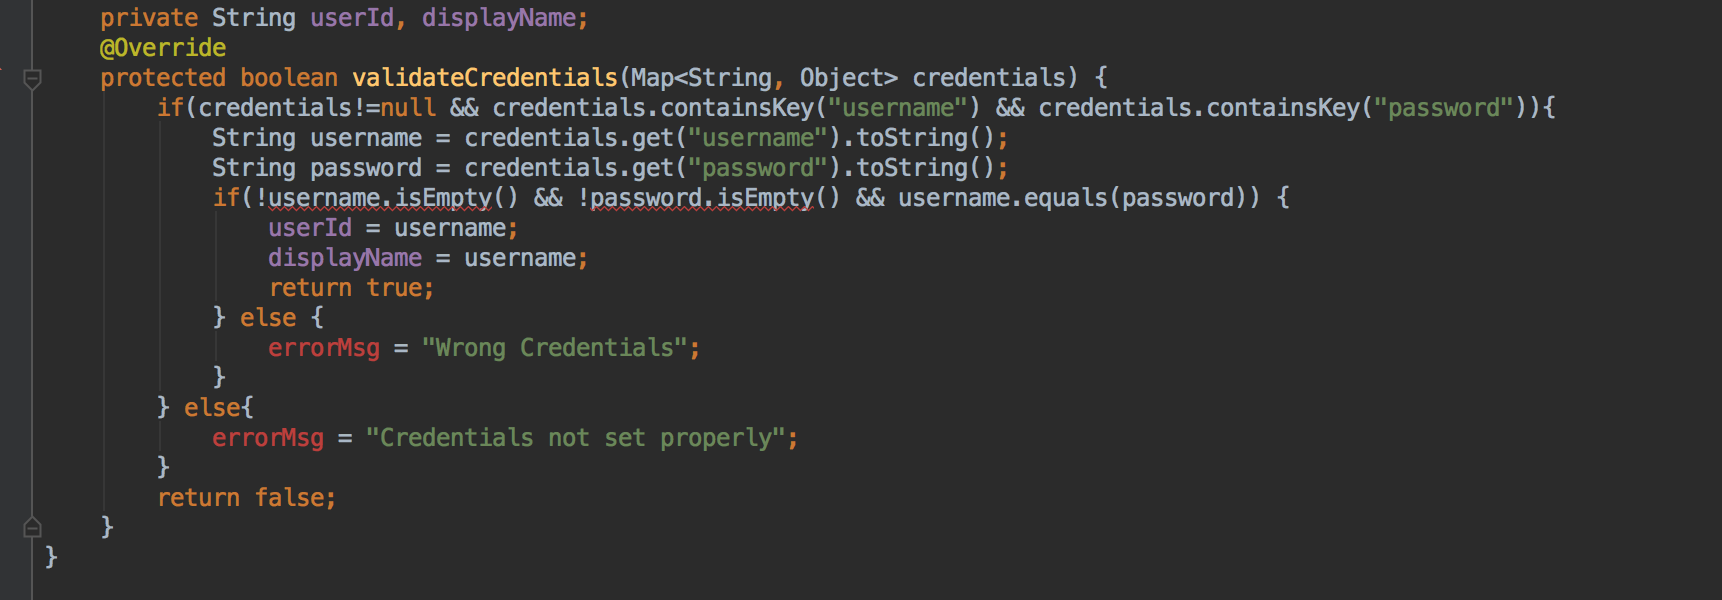 private String userId, displayName;
@Override
protected boolean validateCredentials(Map<String, Object> credentials) {
if(credentials!=null && credentials.containsKey("username") && credentials.containsKey("password")){
String username = credentials.get("username").toString();
String password = credentials.get("password").toString();
if(!username.isEmpty() && !password.isEmpty() && username.equals(password)) {
userId = username;
displayName = username;
return true;
} else {
errorMsg = "Wrong Credentials";
}
} else{
errorMsg = "Credentials not set properly";
}
return false;
}
}